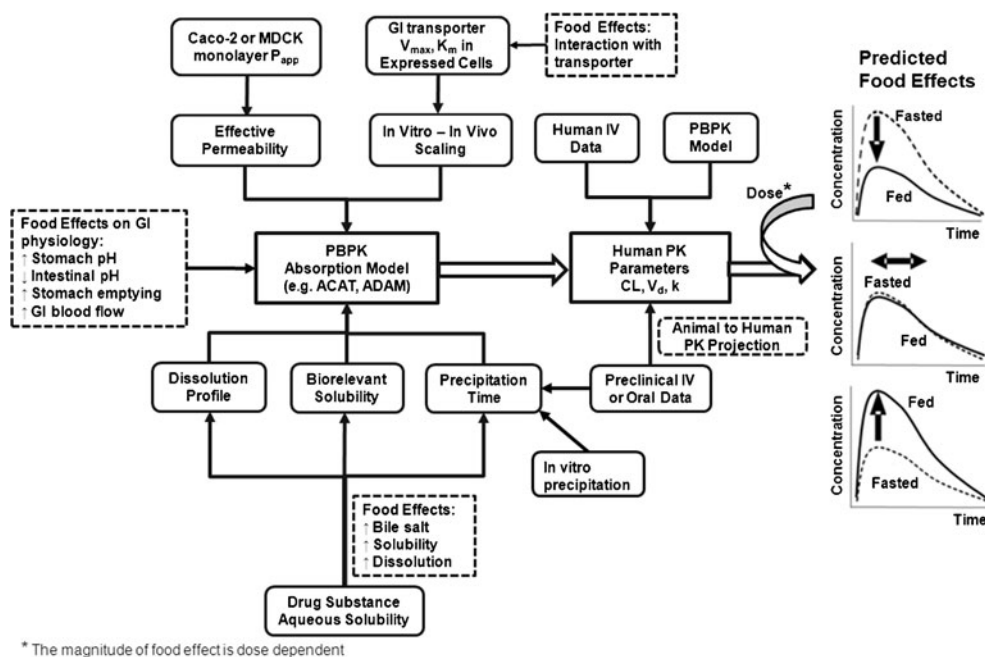 Caco-2 or MDCK
monolayer Papp
GI transporter
Vmax, Km in
Expressed Cells
Food Effects:
Interaction with
transporter
Effective
Permeability
In Vitro – In Vivo
Scaling
Human IV
Data
PBPK
Model
Dose*
Food Effects on GI
physiology:
↑ Stomach pH
↓ Intestinal pH
↑ Stomach emptying
↑ GI blood flow
PBPK
Absorption Model
(e.g. ACAT, ADAM)
Human PK
Parameters
CL, Vd, k
Animal to Human
PK Projection
Dissolution
Profile
Biorelevant
Solubility
Precipitation
Time
Preclinical IV
or Oral Data
In vitro
precipitation
Food Effects:
↑ Bile salt
↑ Solubility
↑ Dissolution
Drug Substance
Aqueous Solubility
Predicted
Food Effects
Concentration
Fasted
Fed
Time
Concentration
Fasted
Fed
Time
Concentration
Fed
Fasted
Time
* The magnitude of food effect is dose dependent